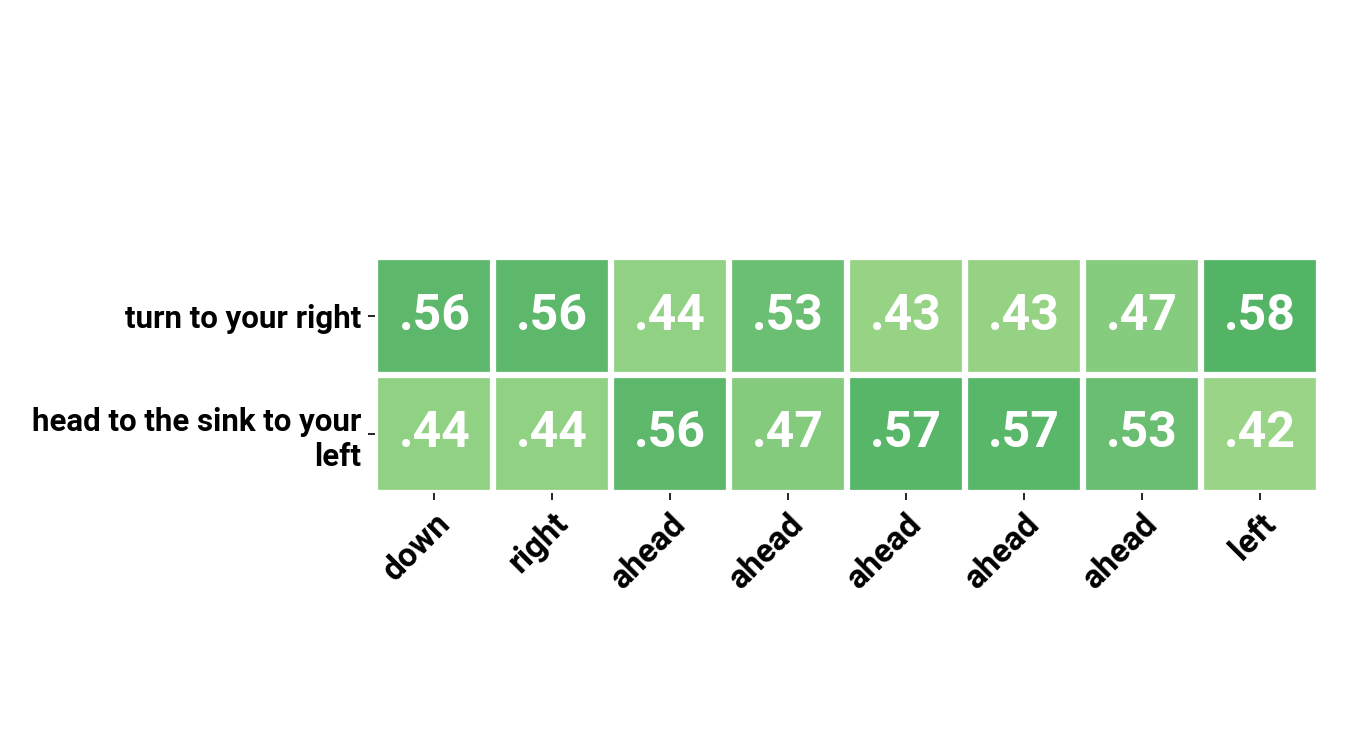 turn to your right
.56 .56 .44 .53 .43 .43 .47 .58
head to the sink to your
left
.44 .44 .56 .47 .57 .57 .53 .42
down right ahead ahead ahead ahead ahead left